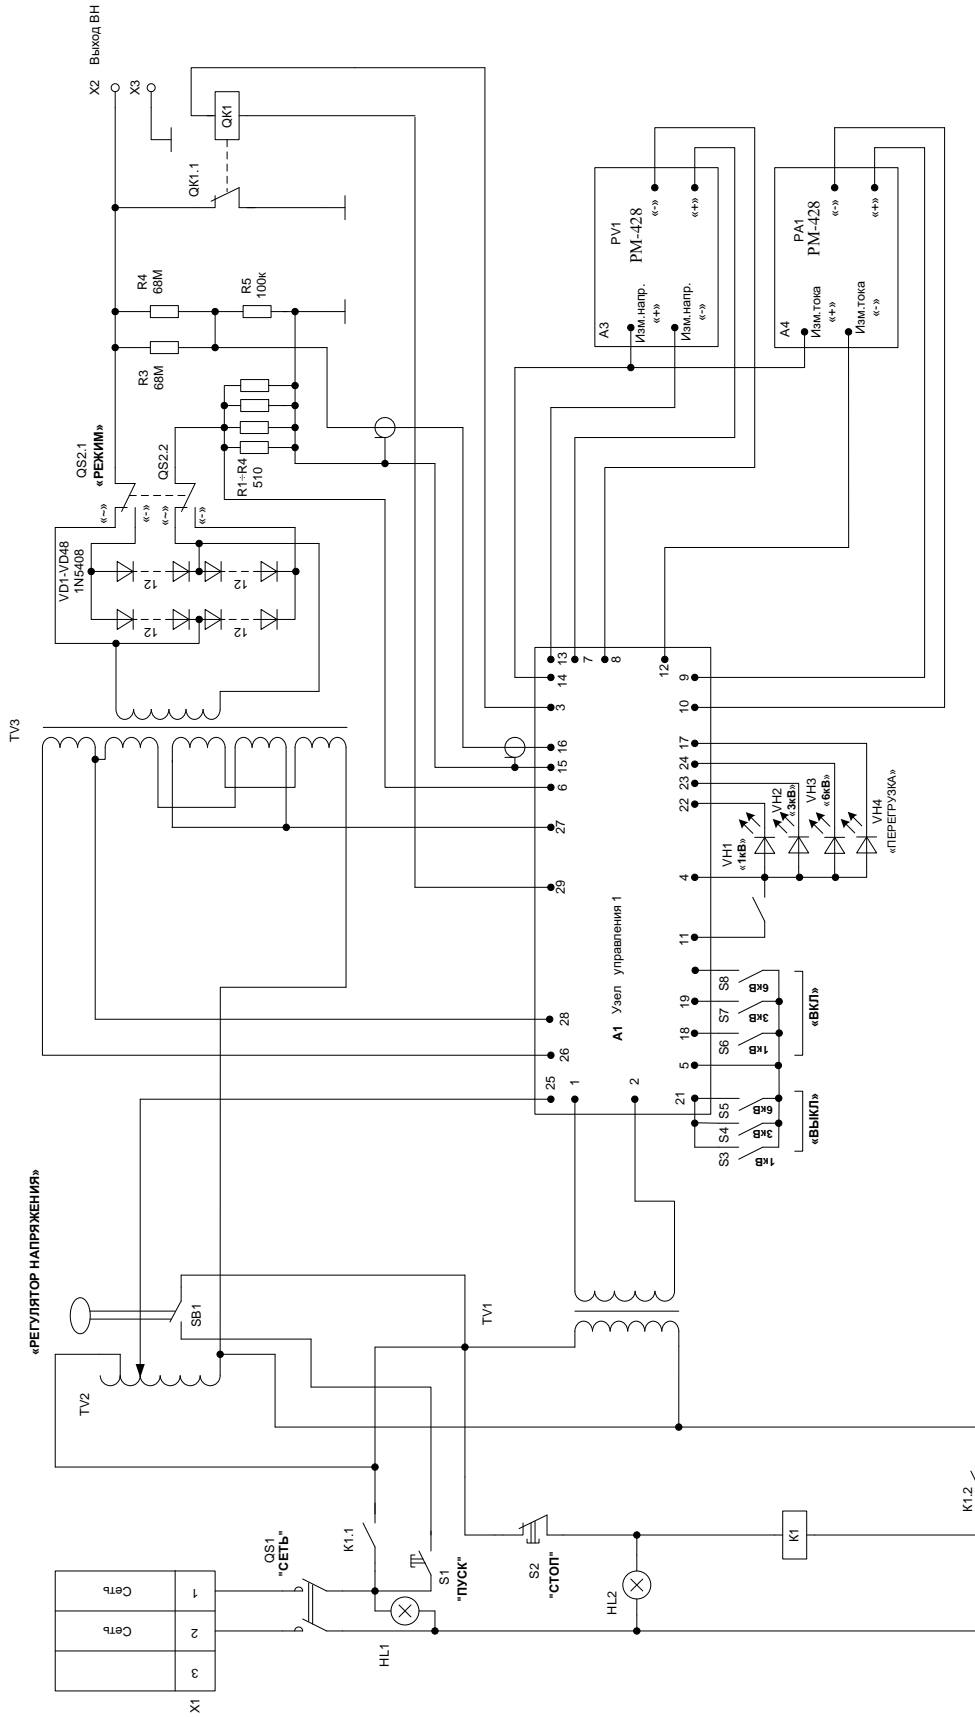 X1
Сеть
1
Сеть
2
3
QS1
"СЕТЬ"
HL1
K1.1
S1
"ПУСК"
S2
"СТОП"
HL2
K1
K1.2
«РЕГУЛЯТОР НАПРЯЖЕНИЯ»
TV2
SB1
TV1
TV3
VD1-VD48
1N5408
12
12
12
12
QS2.1
«РЕЖИМ»
«~»
«-»
QS2.2
«~»
«-»
R1÷R4
510
R3
68М
R4
68М
R5
100к
QK1.1
QK1
X2 Выход ВН
X3
A1 Узел управления 1
25
26
28
29
27
6
15
16
3
14
13
7
8
12
1
2
21
5
18
19
11
4
22
23
24
17
10
9
S3
1кВ
S4
3кВ
S5
6кВ
«ВЫКЛ»
S6
1кВ
S7
3кВ
S8
6кВ
«ВКЛ»
VH1
«1кВ»
VH2
«3кВ»
VH3
«6кВ»
VH4
«ПЕРЕГРУЗКА»
A3
PV1
PM-428
Изм.напр.
«+»
Изм.напр.
«-»
«-»
«+»
A4
PA1
PM-428
Изм.тока
«+»
Изм.тока
«-»
«-»
«+»